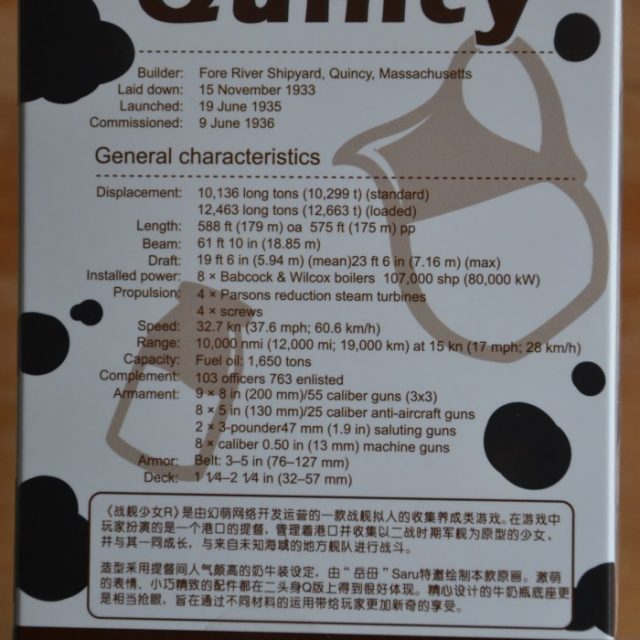 Quincy
Builder: Fore River Shipyard, Quincy, Massachusetts
Laid down: 15 November 1933
Launched: 19 June 1935
Commissioned: 9 June 1936
General characteristics
Displacement: 10,136 long tons (10,299 t) (standard)
12,463 long tons (12,663 t) (loaded)
Length: 588 ft (179 m) oa 575 ft (175 m) pp
Beam: 61 ft 10 in (18.85 m)
Draft: 19 ft 6 in (5.94 m) (mean)23 ft 6 in (7.16 m) (max)
Installed power: 8 × Babcock & Wilcox boilers 107,000 shp (80,000 kW)
Propulsion: 4 × Parsons reduction steam turbines
4 × screws
Speed: 32.7 kn (37.6 mph; 60.6 km/h)
Range: 10,000 nmi (12,000 mi; 19,000 km) at 15 kn (17 mph; 28 km/h)
Capacity: Fuel oil: 1,650 tons
Complement: 103 officers 763 enlisted
Armament: 9 × 8 in (200 mm)/55 caliber guns (3x3)
8 × 5 in (130 mm)/25 caliber anti-aircraft guns
2 × 3-pounder47 mm (1.9 in) saluting guns
8 × caliber 0.50 in (13 mm) machine guns
Armor: Belt: 3–5 in (76–127 mm)
Deck: 1 1⁄4–2 1⁄4 in (32–57 mm)
《战舰少女R》是由幻萌网络开发运营的一款战舰拟人的收集养成类游戏。在游戏中
玩家扮演的是一个港口的提督，管理着港口并收集以二战时期军舰为原型的少女，
并与其一同成长，与来自未知海域的地方舰队进行战斗。
造型采用提督间人气颇高的奶牛装设定，由“岳母”Saru特邀绘制本款原画。激萌
的表情、小巧精致的配件都在二头身Q版上得到很好体现。精心设计的牛奶瓶底座更
是相当抢眼，旨在通过不同材料的运用带给玩家更加新奇的享受。